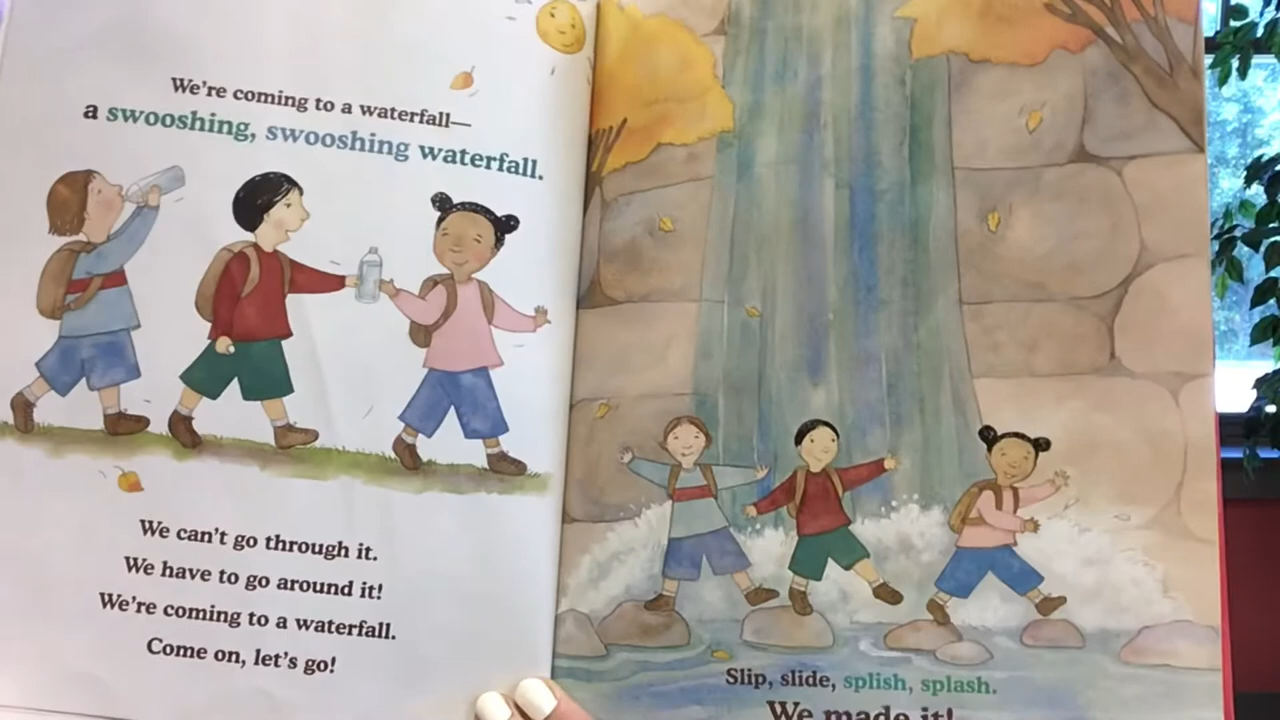 We're coming to a waterfall—
a swooshing, swooshing waterfall.
We can't go through it.
We have to go around it!
We're coming to a waterfall.
Come on, let's go!
Slip, slide, splish, splash.
We made it!